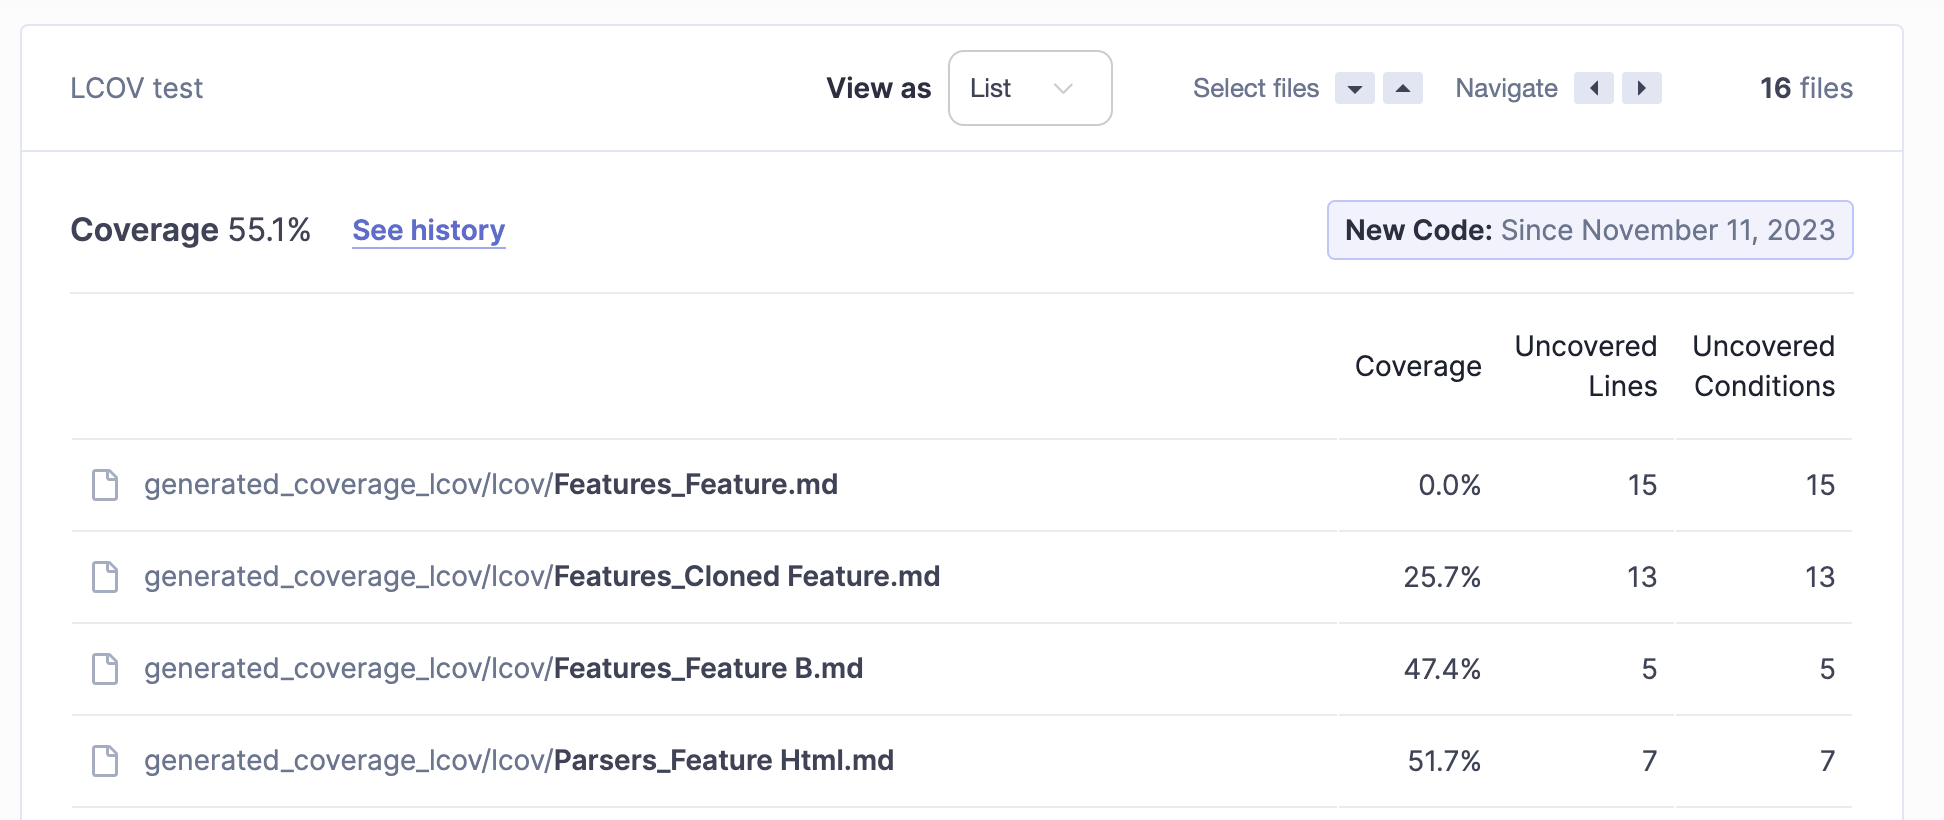 LCOV test View as List Select files Navigate 16 files
Coverage 55.1% See history New Code: Since November 11, 2023
Coverage Uncovered Lines Uncovered Conditions
generated_coverage_lcov/lcov/Features_Feature.md 0.0% 15 15
generated_coverage_lcov/lcov/Features_Cloned Feature.md 25.7% 13 13
generated_coverage_lcov/lcov/Features_Feature B.md 47.4% 5 5
generated_coverage_lcov/lcov/Parsers_Feature Html.md 51.7% 7 7